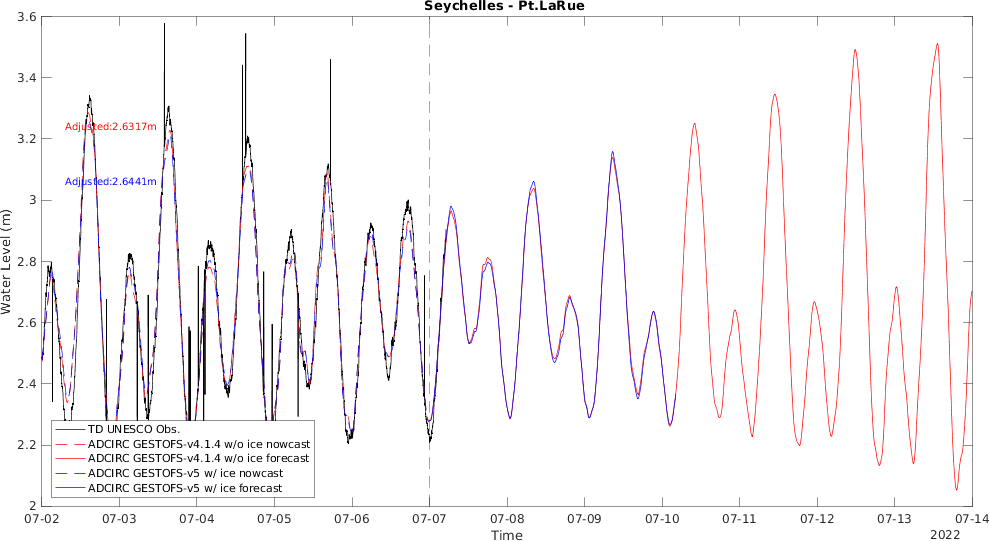 Seychelles - Pt.LaRue
3.6
3.4
3.2
3
2.8
2.6
2.4
2.2
2
Water Level (m)
Adjusted:2.6317m
Adjusted:2.6441m
TD UNESCO Obs.
ADCIRC GESTOFS-v4.1.4 w/o ice nowcast
ADCIRC GESTOFS-v4.1.4 w/o ice forecast
ADCIRC GESTOFS-v5 w/ ice nowcast
ADCIRC GESTOFS-v5 w/ ice forecast
07-02 07-03 07-04 07-05 07-06 07-07 07-08 07-09 07-10 07-11 07-12 07-13 07-14
Time
2022